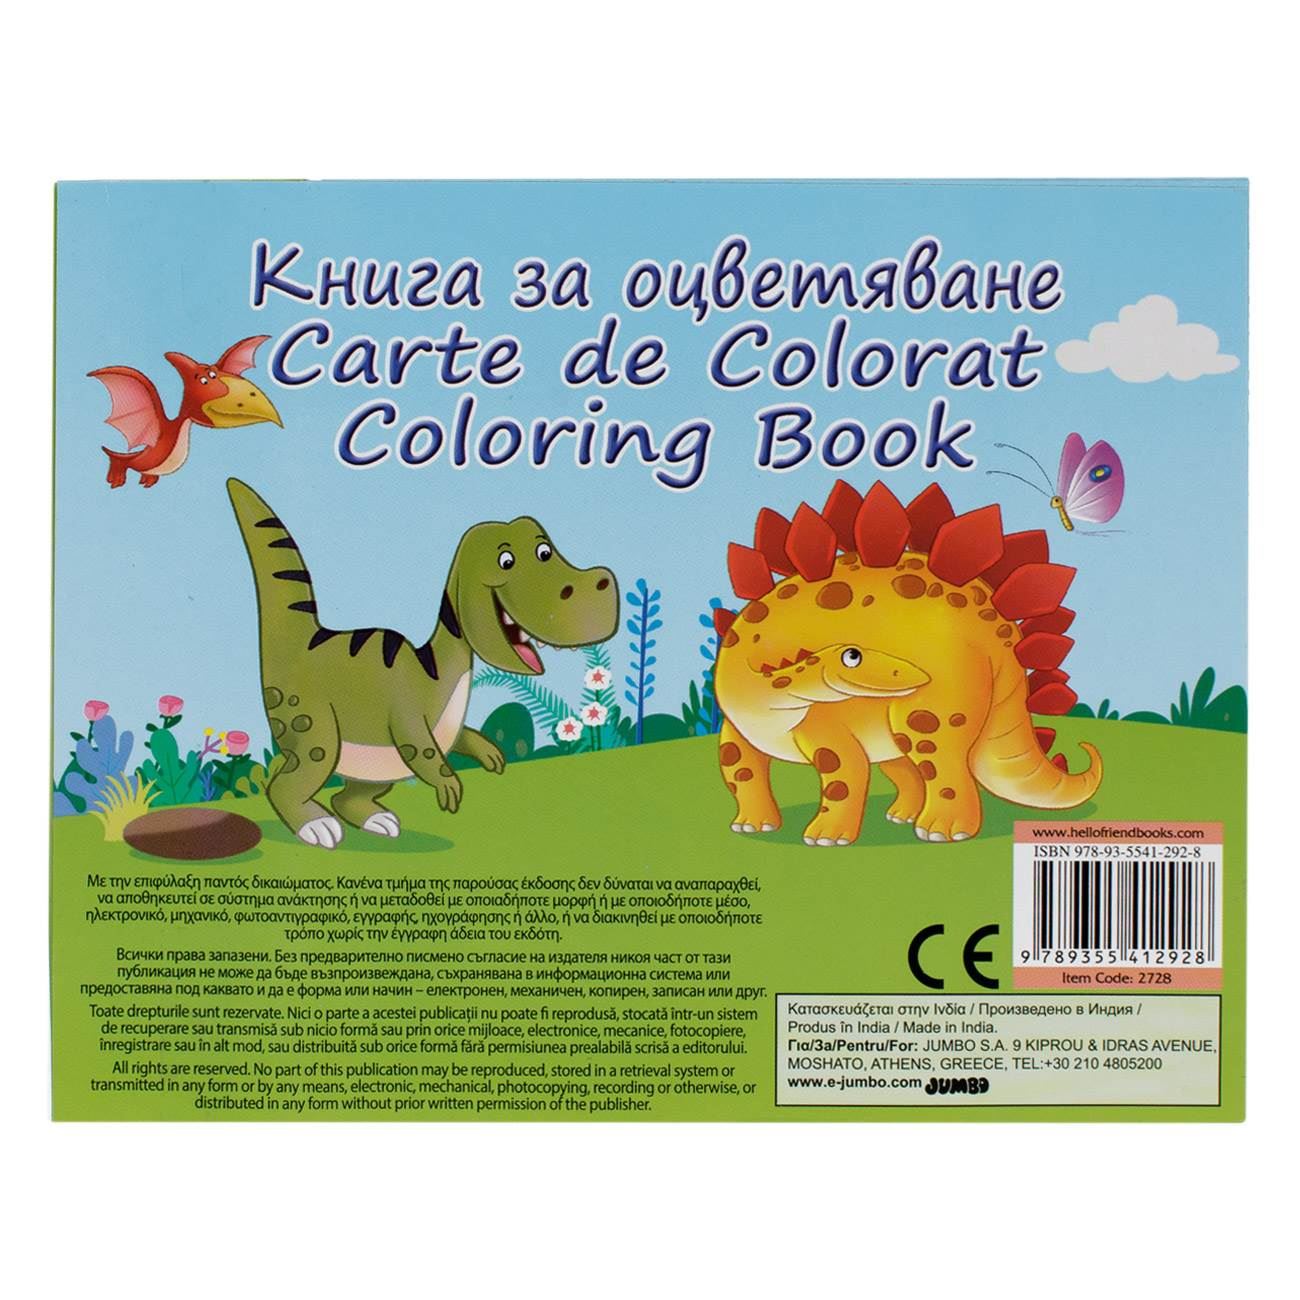 Книга за оцветяване
Carte de Colorat
Coloring Book
Με την επιφύλαξη παντός δικαιώματος. Κανένα τμήμα της παρούσας έκδοσης δεν δύναται να αναπαραχθεί,
να αποθηκευτεί σε σύστημα ανάκτησης ή να μεταδοθεί με οποιαδήποτε μορφή ή με οποιοδήποτε μέσο,
ηλεκτρονικό, μηχανικό, φωτοαντιγραφικό, εγγραφής, ηχογράφησης ή άλλο, ή να διακινηθεί με οποιοδήποτε
τρόπο χωρίς την έγγραφη άδεια του εκδότη.
Всички права запазени. Без предварително писмено съгласие на издателя никоя част от тази
публикация не може да бъде възпроизвеждана, съхранявана в информационна система или
предоставяна под каквато и да е форма или начин – електронен, механичен, копирен, записан или друг.
Toate drepturile sunt rezervate. Nici o parte a acestei publicații nu poate fi reprodusă, stocată într-un sistem
de recuperare sau transmisă sub nicio formă sau prin orice mijloace, electronice, mecanice, fotocopiere,
înregistrare sau în alt mod, sau distribuită sub orice formă fără permisiunea prealabilă scrisă a editorului.
All rights are reserved. No part of this publication may be reproduced, stored in a retrieval system or
transmitted in any form or by any means, electronic, mechanical, photocopying, recording or otherwise, or
distributed in any form without prior written permission of the publisher.
CE
www.hellofriendbooks.com
ISBN 978-93-5541-292-8
9 789355 412928
Item Code: 2728
Κατασκευάζεται στην Ινδία / Произведено в Индия /
Produs în India / Made in India.
Για/За/Pentru/For: JUMBO S.A. 9 KIPROU & IDRAS AVENUE,
MOSHATO, ATHENS, GREECE, TEL:+30 210 4805200
www.e-jumbo.com JUMBO